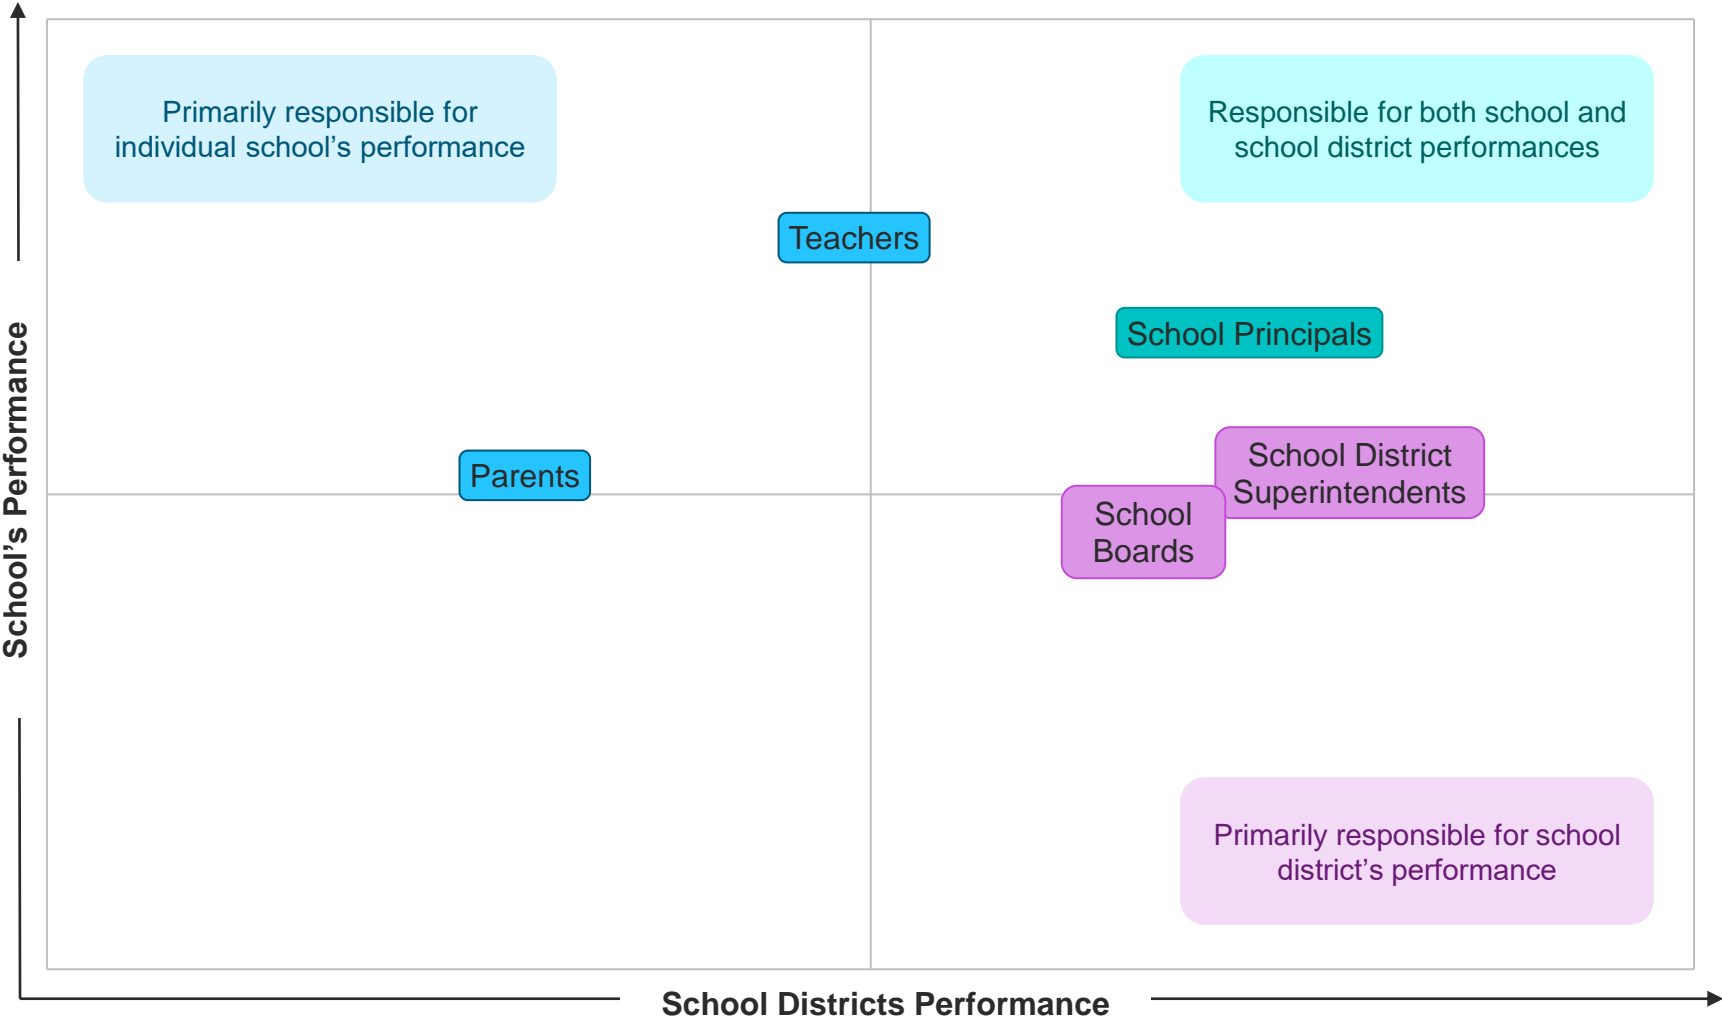 Primarily responsible for
individual school’s performance
Responsible for both school and
school district performances
Teachers
School Principals
Parents
School District
Superintendents
School
Boards
Primarily responsible for school
district’s performance
School’s Performance
School Districts Performance